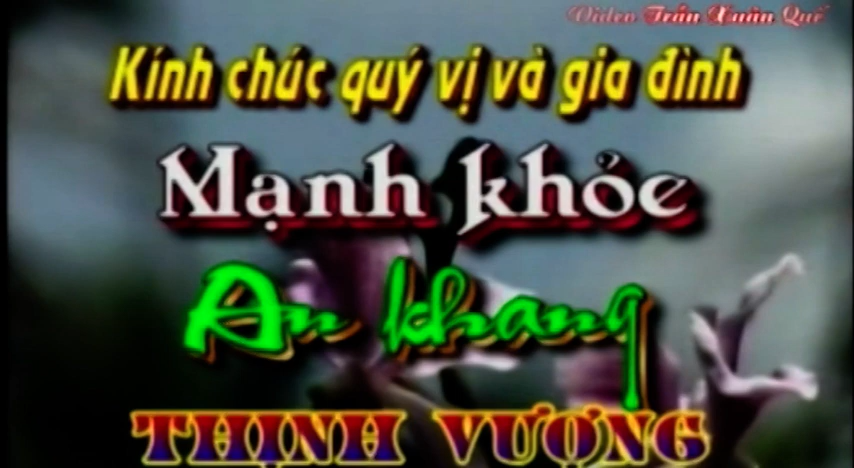 Video Trần Xuân Quế
Kính chúc quý vị và gia đình
Mạnh khỏe
An khang
THỊNH VƯỢNG